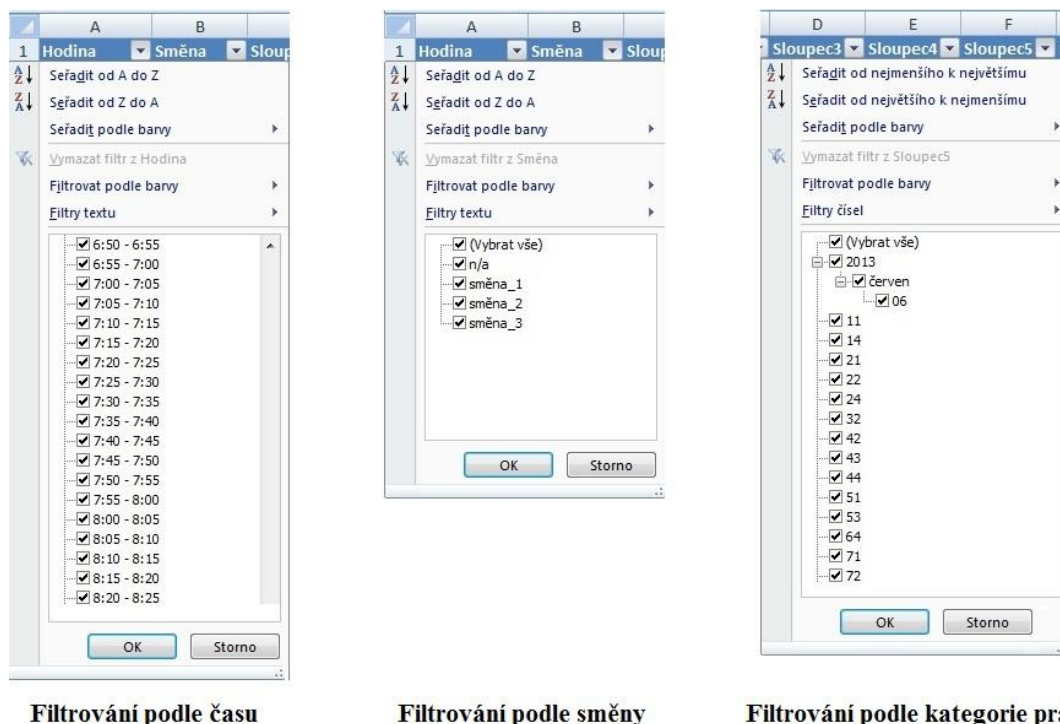 A B
1 Hodina Směna Sloup
Seřadit od A do Z
Seřadit od Z do A
Seřadit podle barvy
Vymazat filtr z Hodina
Filtrovat podle barvy
Filtry textu
6:50 - 6:55
6:55 - 7:00
7:00 - 7:05
7:05 - 7:10
7:10 - 7:15
7:15 - 7:20
7:20 - 7:25
7:25 - 7:30
7:30 - 7:35
7:35 - 7:40
7:40 - 7:45
7:45 - 7:50
7:50 - 7:55
7:55 - 8:00
8:00 - 8:05
8:05 - 8:10
8:10 - 8:15
8:15 - 8:20
8:20 - 8:25
OK Storno
Filtrování podle času
A B
1 Hodina Směna Sloup
Seřadit od A do Z
Seřadit od Z do A
Seřadit podle barvy
Vymazat filtr z Směna
Filtrovat podle barvy
Filtry textu
(Vybrat vše)
n/a
směna_1
směna_2
směna_3
OK Storno
Filtrování podle směny
D E F
Sloupec3 Sloupec4 Sloupec5
Seřadit od nejmenšího k největšímu
Seřadit od největšího k nejmenšímu
Seřadit podle barvy
Vymazat filtr z Sloupec5
Filtrovat podle barvy
Filtry čísel
(Vybrat vše)
2013
červen
06
11
14
21
22
24
32
42
43
44
51
53
64
71
72
OK Storno
Filtrování podle kategorie